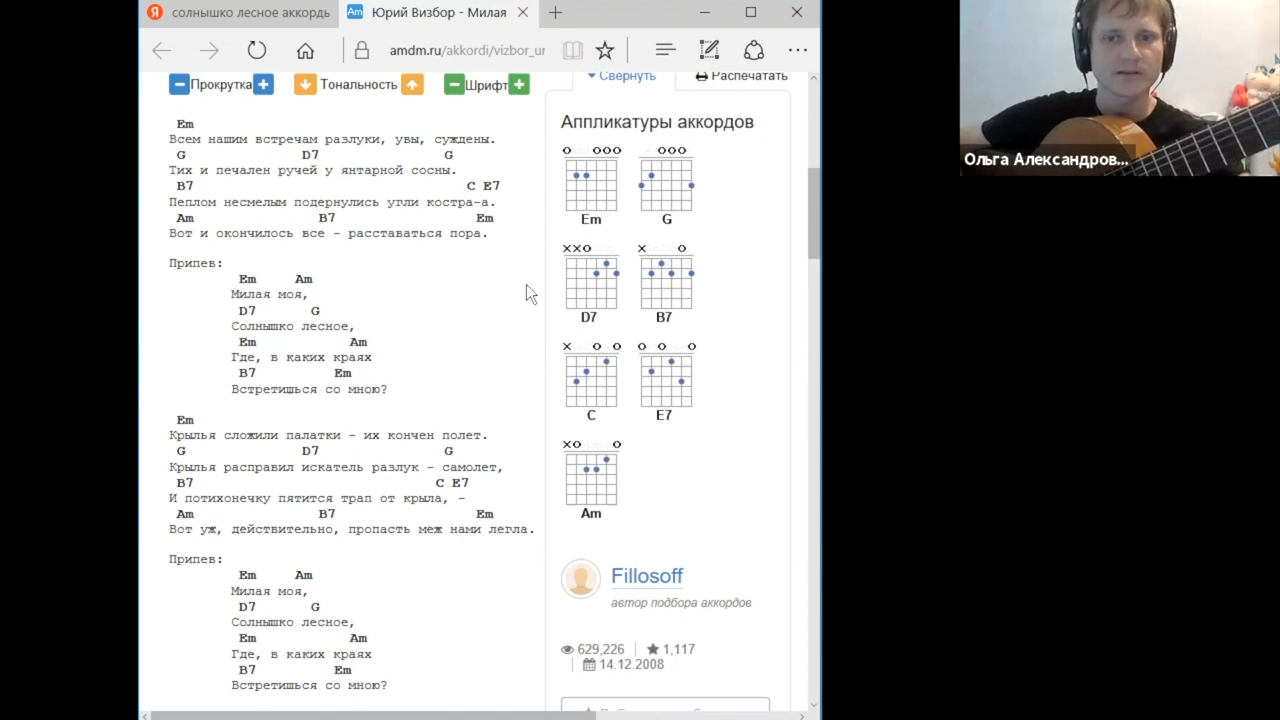 солнышко лесное аккордь
Am Юрий Визбор - Милая
amdm.ru/akkordi/vizbor_ur
Прокрутка
Тональность
Шрифт
Свернуть
Распечатать
Em
Всем нашим встречам разлуки, увы, суждены.
G D7 G
Тих и печален ручей у янтарной сосны.
B7 C E7
Пеплом несмелым подернулись угли костра-а.
Am B7 Em
Вот и окончилось все - расставаться пора.
Припев:
Em Am
Милая моя,
D7 G
Солнышко лесное,
Em Am
Где, в каких краях
B7 Em
Встретишься со мною?
Em
Крылья сложили палатки - их кончен полет.
G D7 G
Крылья расправил искатель разлук - самолет,
B7 C E7
И потихонечку пятится трап от крыла, -
Am B7 Em
Вот уж, действительно, пропасть меж нами легла.
Припев:
Em Am
Милая моя,
D7 G
Солнышко лесное,
Em Am
Где, в каких краях
B7 Em
Встретишься со мною?
Аппликатуры аккордов
Em G
D7 B7
C E7
Am
Fillosoff
автор подбора аккордов
629,226 1,117
14.12.2008
Ольга Александров...